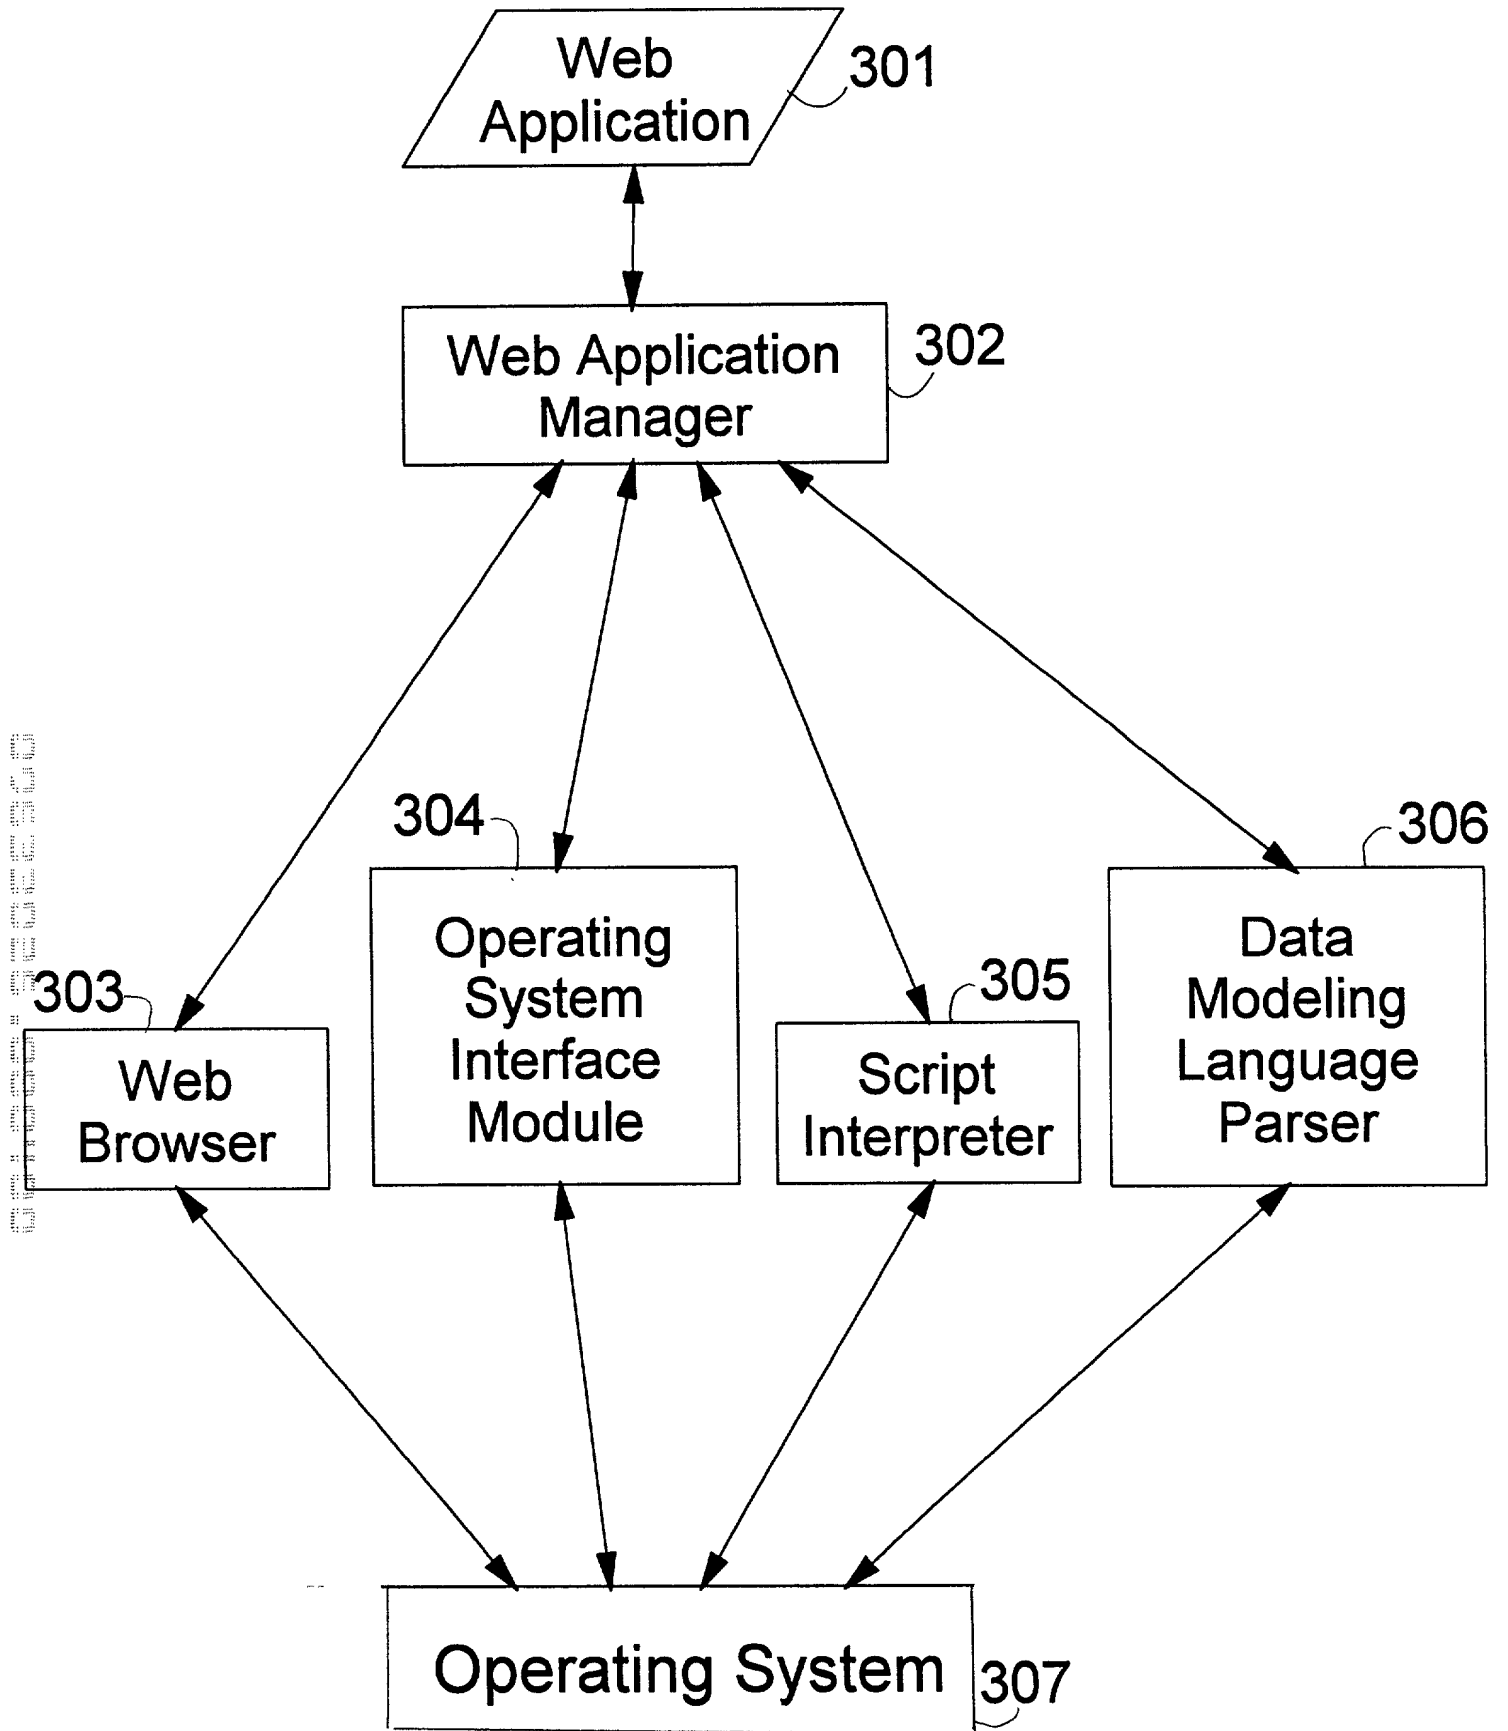 Web
Application
301
Web Application
Manager
302
304
306
Operating
System
Interface
Module
Data
Modeling
Language
Parser
303
305
Web
Browser
Script
Interpreter
Operating System
307